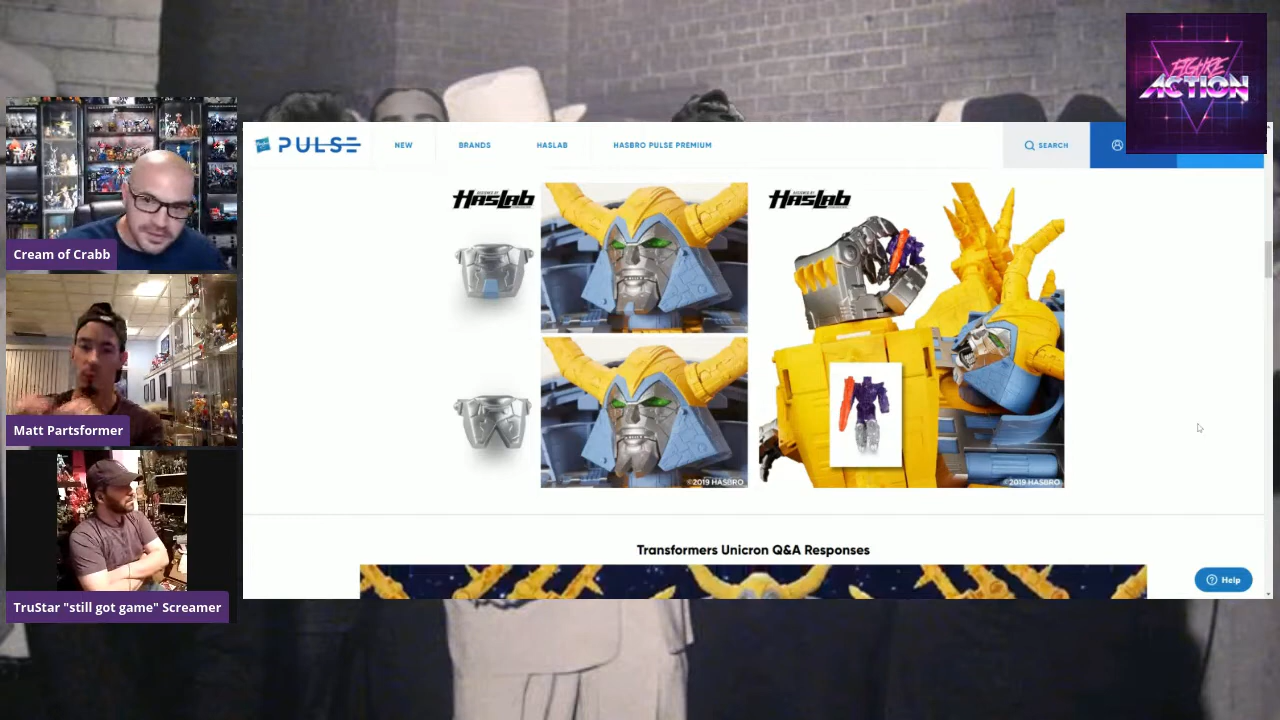 FIGURE
ACTION
PULSE
NEW
BRANDS
HASLAB
HASBRO PULSE PREMIUM
SEARCH
HasLab
HasLab
Cream of Crabb
Matt Partsformer
©2019 HASBRO
©2019 HASBRO
Transformers Unicron Q&A Responses
Help
TruStar "still got game" Screamer